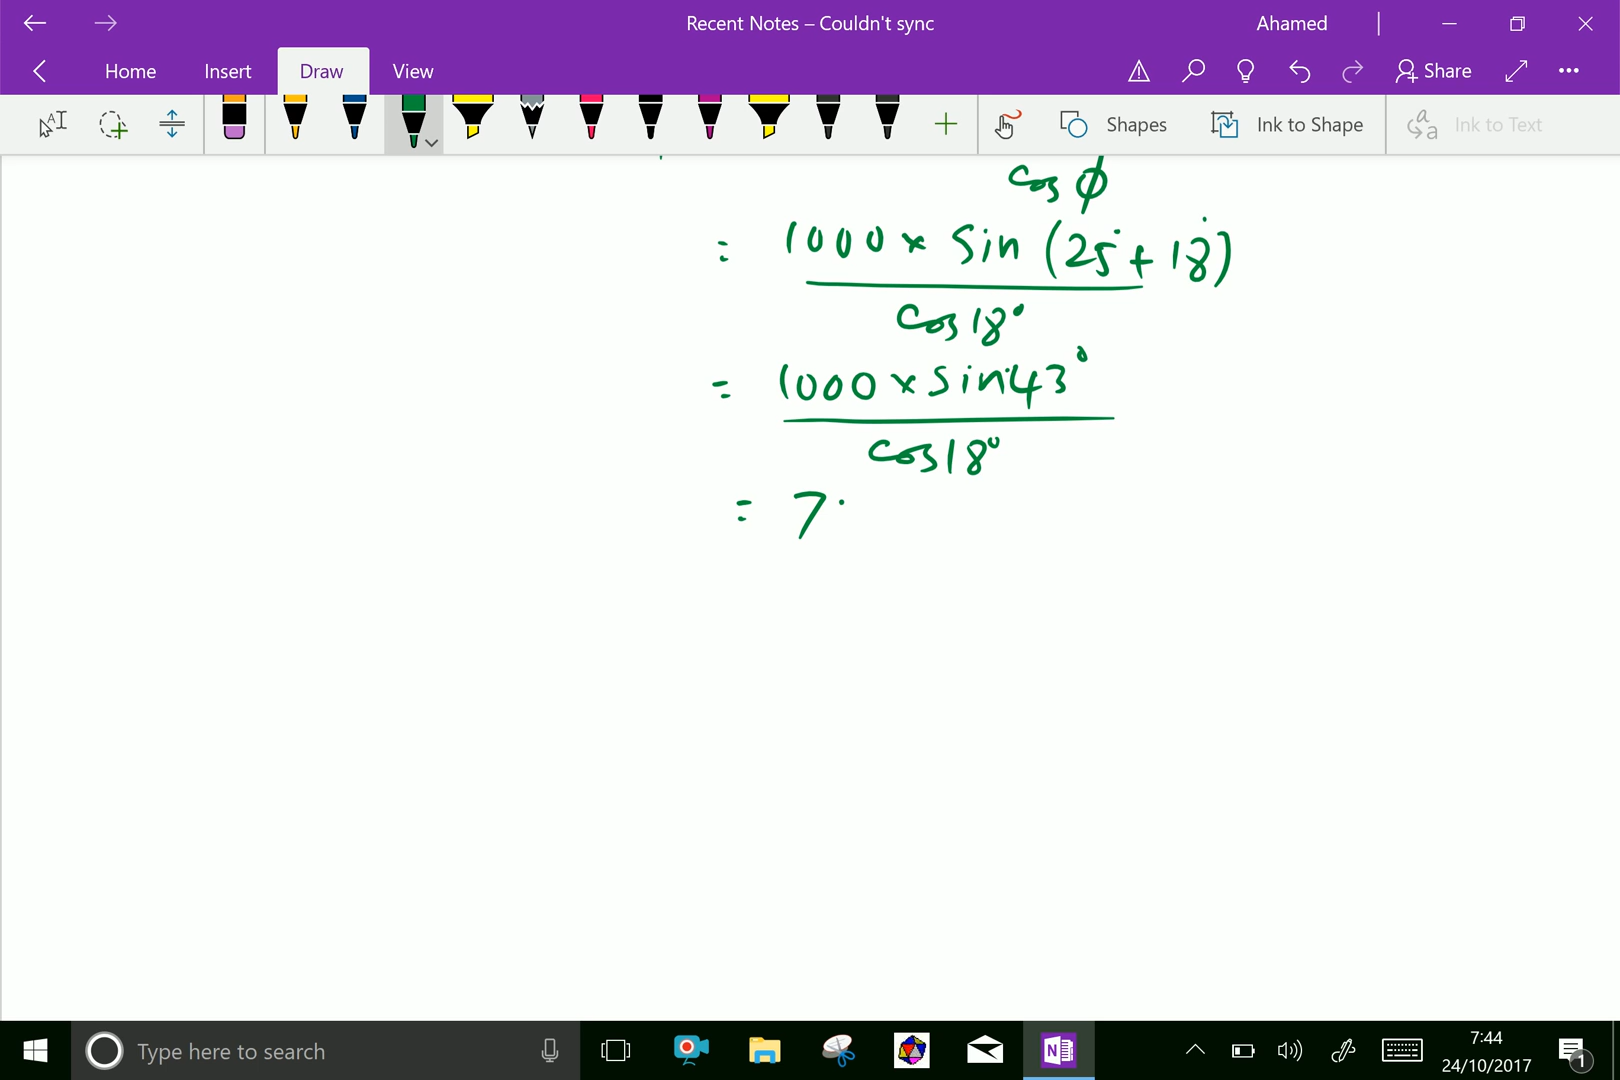 Recent Notes – Couldn't sync
Ahamed
Home Insert Draw View
Share
Shapes Ink to Shape Ink to Text
cos ϕ
= 1000 × sin (25° + 18°)
cos 18°
= 1000 × sin 43°
cos 18°
= 7.
Type here to search
7:44
24/10/2017
1